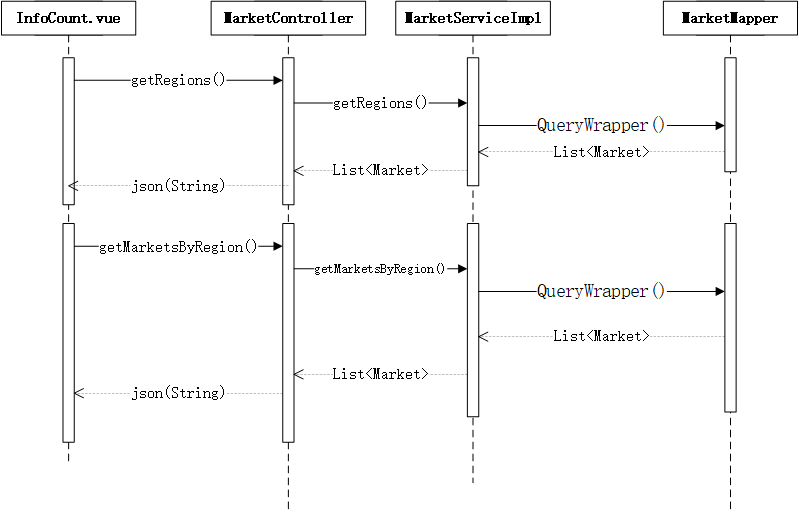 InfoCount.vue
MarketController
MarketServiceImpl
MarketMapper
getRegions()
getRegions()
QueryWrapper()
List<Market>
List<Market>
json(String)
getMarketsByRegion()
getMarketsByRegion()
QueryWrapper()
List<Market>
List<Market>
json(String)